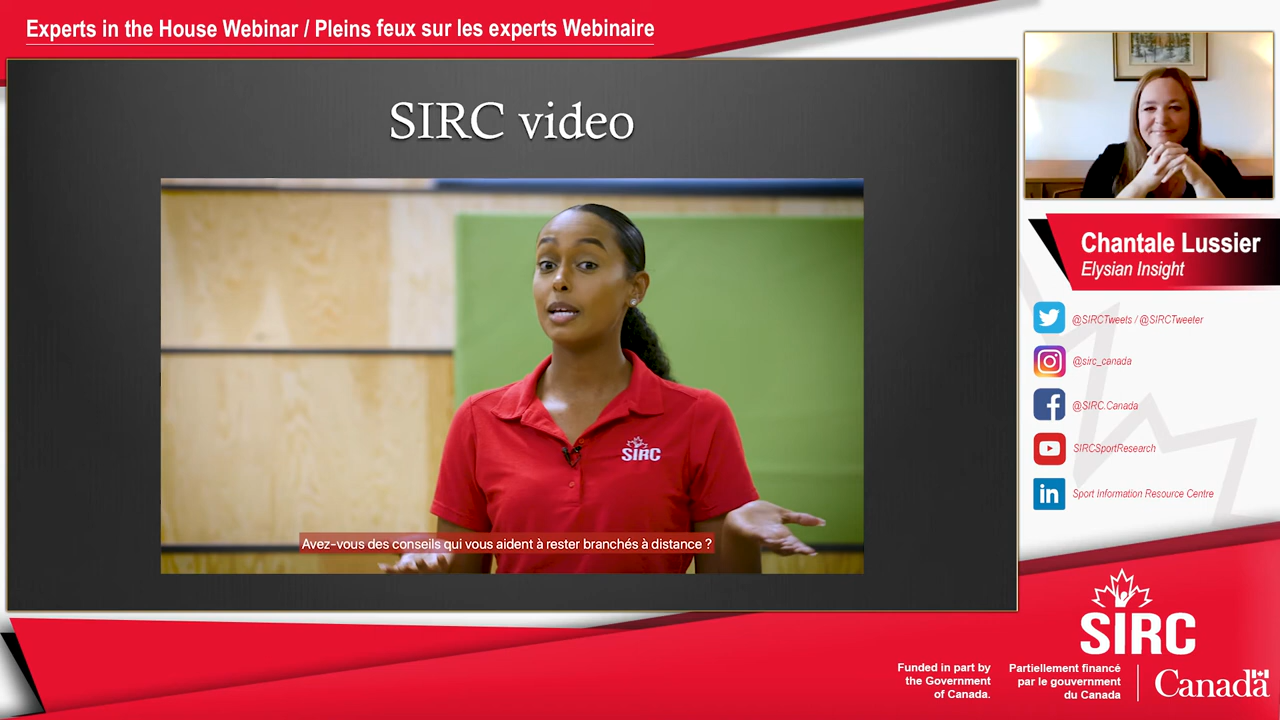 Experts in the House Webinar / Pleins feux sur les experts Webinaire
SIRC video
SIRC
Avez-vous des conseils qui vous aident à rester branchés à distance ?
Chantale Lussier
Elysian Insight
@SIRCTweets / @SIRCTweeter
@sirc_canada
@SIRC.Canada
SIRCSportResearch
in
Sport Information Resource Centre
SIRC
Funded in part by
the Government
of Canada.
Partiellement financé
par le gouvernment
du Canada
Canada